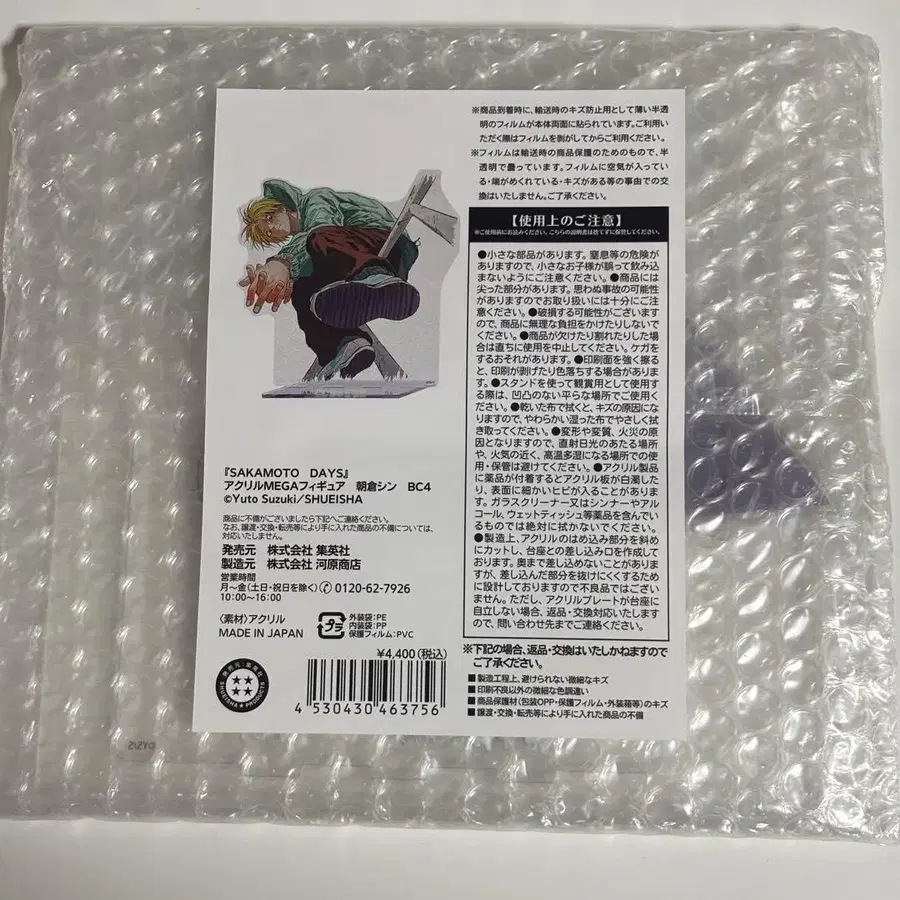 『SAKAMOTO DAYS』
アクリルMEGAフィギュア 朝倉シン BC4
©Yuto Suzuki/SHUEISHA
商品に不備がございましたら下記へご連絡ください。
なお、譲渡・交換・転売等により手に入れた商品の不備については、
対応いたしません。
発売元 株式会社 集英社
製造元 株式会社 河原商店
営業時間
月~金(土日・祝日を除く) 0120-62-7926
10:00~16:00
〈素材〉アクリル
MADE IN JAPAN
プラ
外装袋:PE
内装袋:PP
保護フィルム:PVC
¥4,400(税込)
4 530430 463756
発売元:集英社
SHUEISHA PRODUCTS
※商品到着時に、輸送時のキズ防止用として薄い半透
明のフィルムが本体両面に貼られています。ご利用い
ただく際はフィルムを剥がしてからご利用ください。
※フィルムは輸送時の商品保護のためのもので、半
透明で曇っています。フィルムに空気が入ってい
る・端がめくれている・キズがある等の事由での交
換はいたしません。ご了承ください。
【使用上のご注意】
※ご使用前にお読みください。こちらの説明書は捨てずに保管してください。
●小さな部品があります。窒息等の危険が
ありますので、小さなお子様が誤って飲み込
まないようにご注意ください。●商品には
尖った部分があります。思わぬ事故の可能性
がありますのでお取り扱いには十分にご注
意ください。●破損する可能性がございます
ので、商品に無理な負担をかけたりしないで
ください。●商品が欠けたり割れたりした
場合は直ちに使用を中止してください。ケガを
するおそれがあります。●印刷面を強く擦る
と、印刷が剥げたり色落ちする場合がありま
す。●スタンドを使って観賞用として使用す
る際は、凹凸のない平らな場所でご使用く
ださい。●乾いた布で拭くと、キズの原因にな
りますので、やわらかい湿った布でやさしく拭
き取ってください。●変形や変質、火災の原
因となりますので、直射日光のあたる場所
や、火気の近く、高温多湿になる場所での使
用・保管は避けてください。●アクリル製品
に薬品が付着するとアクリル板が白濁した
り、表面に細かいヒビが入ることがあります。
ガラスクリーナー又はシンナーやアル
コール、ウェットティッシュ等薬品を含んでい
るものでは絶対に拭かないでください。
●製造上、アクリルのはめ込み部分を斜
めにカットし、台座との差し込み口を作成して
おります。奥まで差し込めないことがありま
すが、差し込んだ部分を抜けにくくするため
に設計しておりますので不良品ではござい
ません。ただし、アクリルプレートが台座に
自立しない場合、返品・交換対応いたします
ので、問い合わせ先までご連絡ください。
※下記の場合、返品・交換はいたしかねますので
ご了承ください。
■製造工程上、避けられない微細なキズ
■印刷不良以外の微細な色調違い
■商品保護材(包装OPP・保護フィルム・外装箱等)のキズ
■譲渡・交換・転売等により手に入れた商品の不備